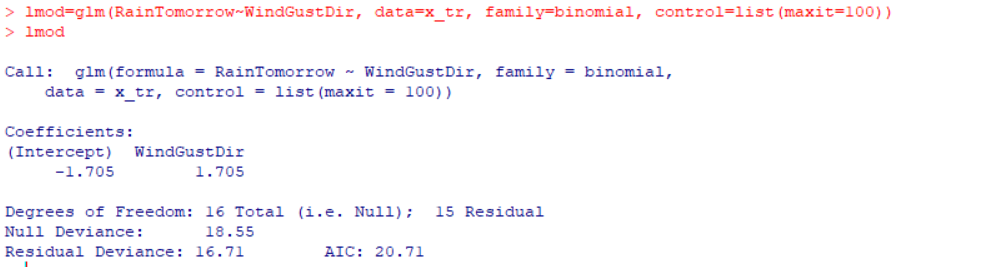 > lmod=glm(RainTomorrow~WindGustDir, data=x_tr, family=binomial, control=list(maxit=100))
> lmod
Call:  glm(formula = RainTomorrow ~ WindGustDir, family = binomial,
    data = x_tr, control = list(maxit = 100))
Coefficients:
(Intercept)  WindGustDir
     -1.705        1.705
Degrees of Freedom: 16 Total (i.e. Null);  15 Residual
Null Deviance:      18.55
Residual Deviance: 16.71        AIC: 20.71